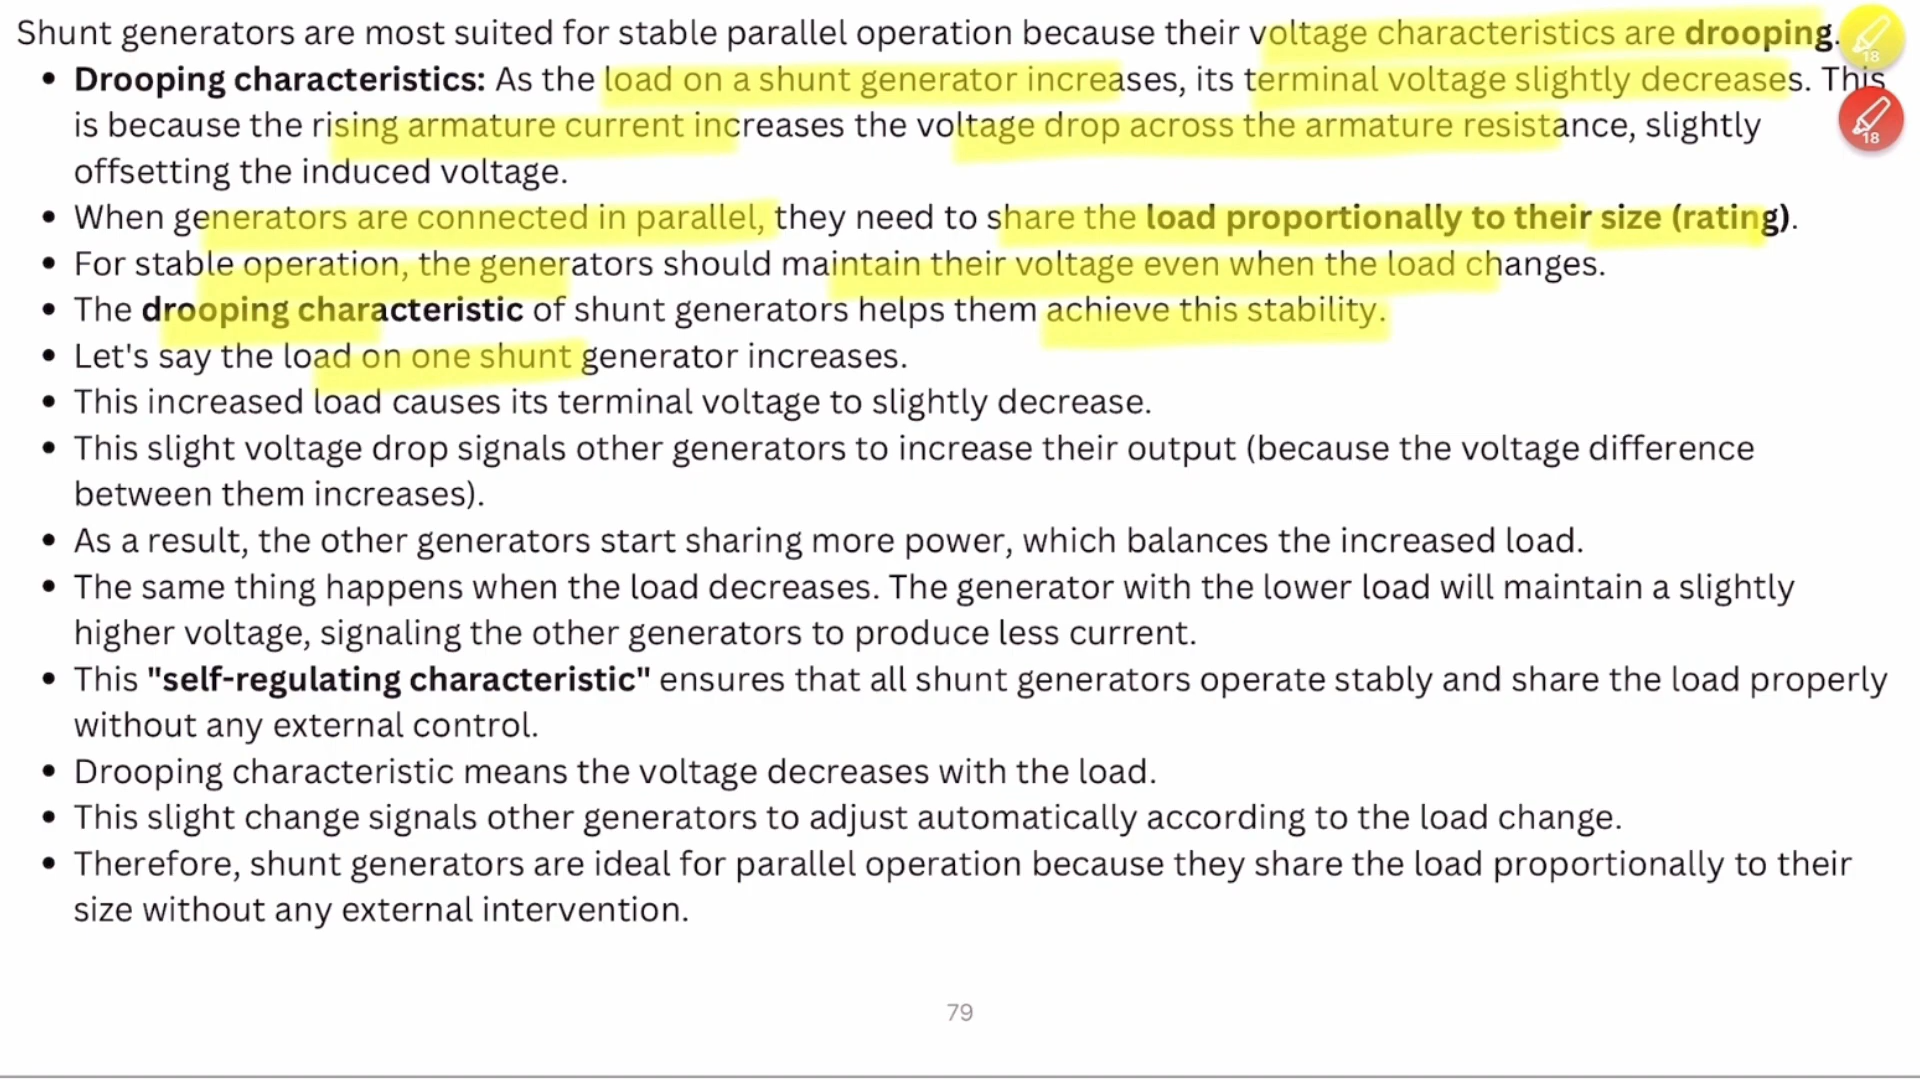 Shunt generators are most suited for stable parallel operation because their voltage characteristics are drooping.
18
• Drooping characteristics: As the load on a shunt generator increases, its terminal voltage slightly decreases. This
is because the rising armature current increases the voltage drop across the armature resistance, slightly
18
offsetting the induced voltage.
• When generators are connected in parallel, they need to share the load proportionally to their size (rating).
• For stable operation, the generators should maintain their voltage even when the load changes.
• The drooping characteristic of shunt generators helps them achieve this stability.
• Let's say the load on one shunt generator increases.
• This increased load causes its terminal voltage to slightly decrease.
• This slight voltage drop signals other generators to increase their output (because the voltage difference
between them increases).
• As a result, the other generators start sharing more power, which balances the increased load.
• The same thing happens when the load decreases. The generator with the lower load will maintain a slightly
higher voltage, signaling the other generators to produce less current.
• This "self-regulating characteristic" ensures that all shunt generators operate stably and share the load properly
without any external control.
• Drooping characteristic means the voltage decreases with the load.
• This slight change signals other generators to adjust automatically according to the load change.
• Therefore, shunt generators are ideal for parallel operation because they share the load proportionally to their
size without any external intervention.
79